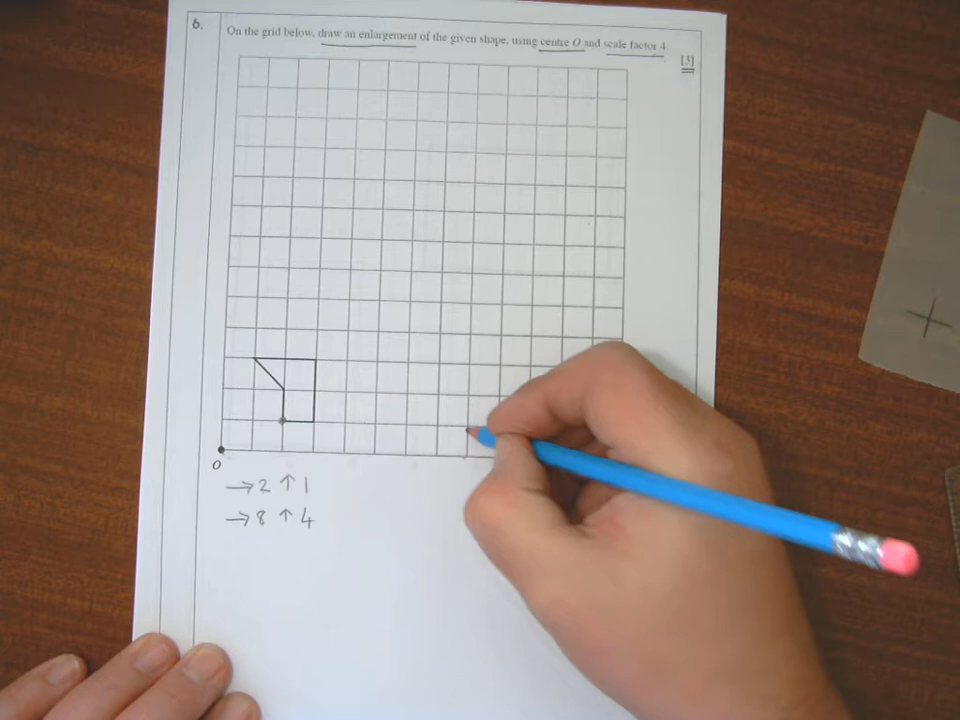 6. On the grid below, draw an enlargement of the given shape, using centre O and scale factor 4.
[3]
O
→2 ↑1
→8 ↑4